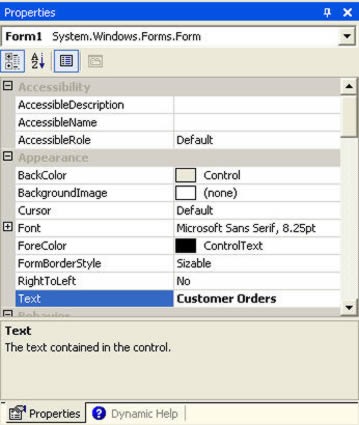 Properties
Form1 System.Windows.Forms.Form
Accessibility
AccessibleDescription
AccessibleName
AccessibleRole Default
Appearance
BackColor Control
BackgroundImage (none)
Cursor Default
Font Microsoft Sans Serif, 8.25pt
ForeColor ControlText
FormBorderStyle Sizable
RightToLeft No
Text Customer Orders
Behavior
Text
The text contained in the control.
Properties Dynamic Help